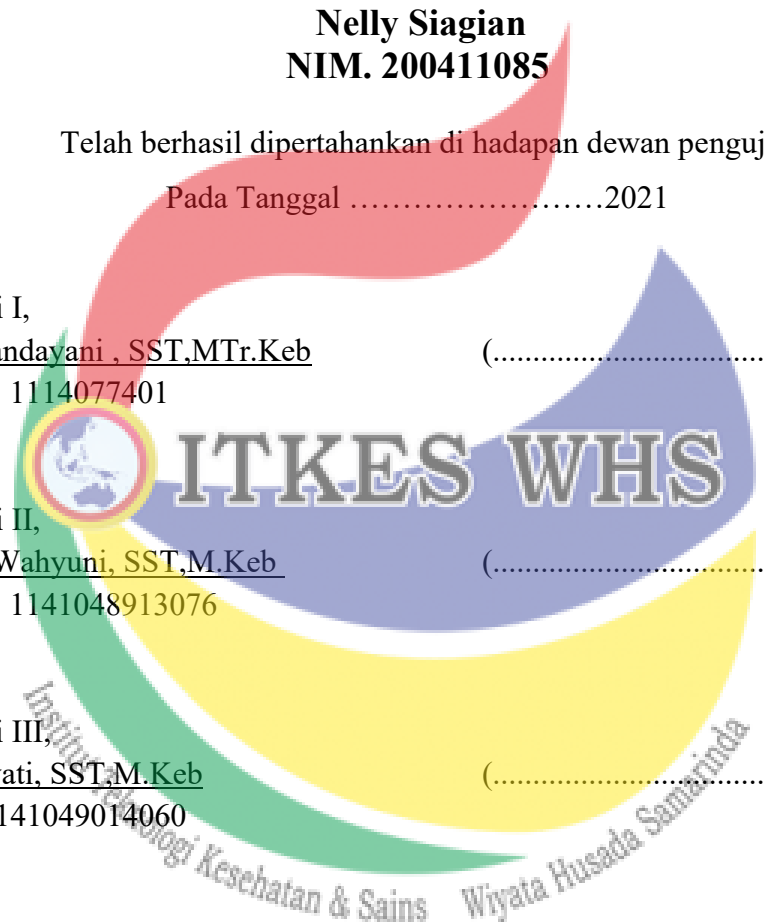 Nelly Siagian
NIM. 200411085
Telah berhasil dipertahankan di hadapan dewan penguj
Pada Tanggal ……………………2021
i I,
andayani , SST,MTr.Keb (..................................
1114077401
ITKES WHS
i II,
Wahyuni, SST,M.Keb (..................................
1141048913076
i III,
vati, SST,M.Keb (..................................
141049014060
Institut Teknologi Kesehatan & Sains Wiyata Husada Samarinda